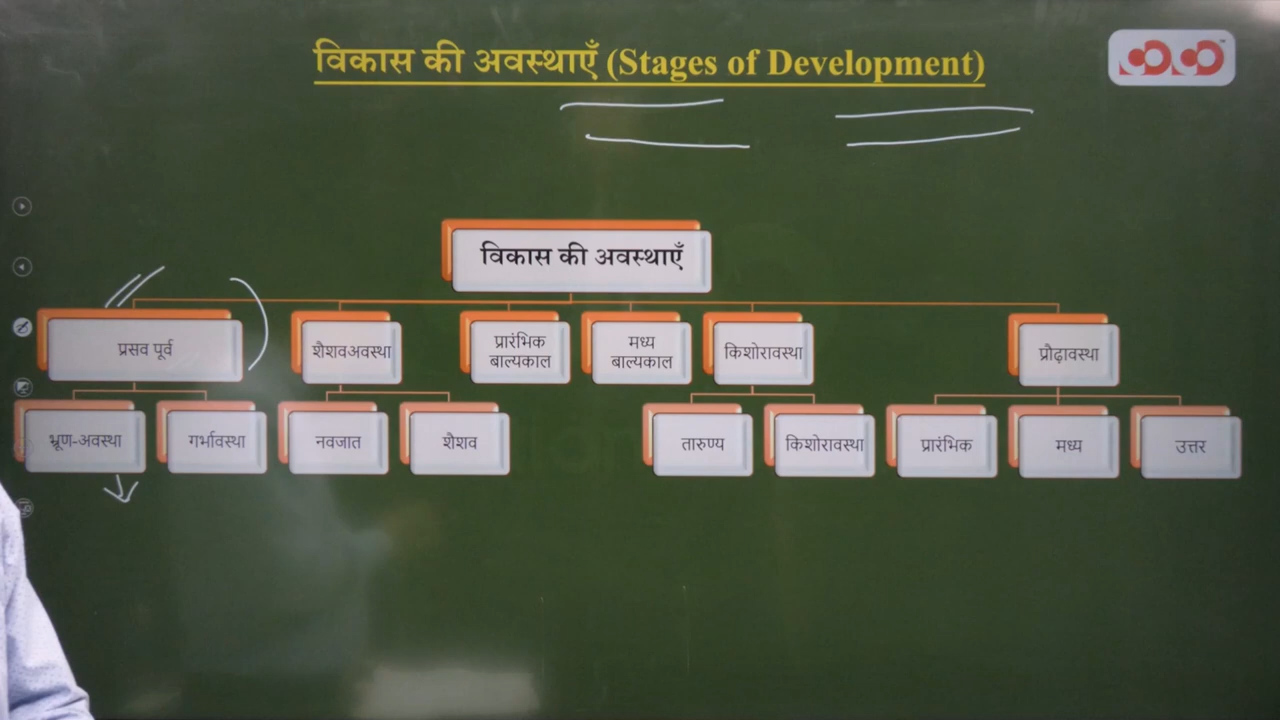 विकास की अवस्थाएँ (Stages of Development)
विकास की अवस्थाएँ
प्रसव पूर्व
शैशवअवस्था
प्रारंभिक
बाल्यकाल
मध्य
बाल्यकाल
किशोरावस्था
प्रौढ़ावस्था
भ्रूण-अवस्था
गर्भावस्था
नवजात
शैशव
तारुण्य
किशोरावस्था
प्रारंभिक
मध्य
उत्तर